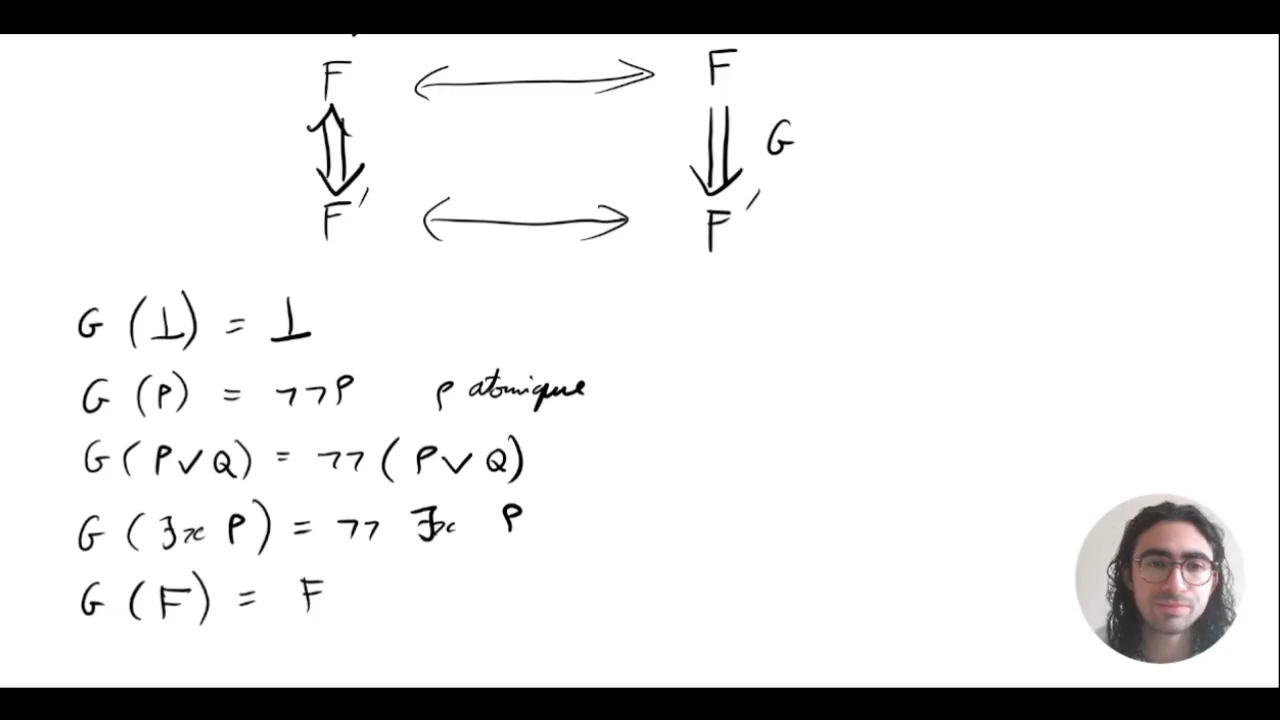 F ⟷ F
⇕ ⇓ G
F′ ⟷ F′
G (⊥) = ⊥
G (P) = ¬¬P P atomique
G (P∨Q) = ¬¬ (P∨Q)
G (∃x P) = ¬¬ ∃x P
G (F) = F